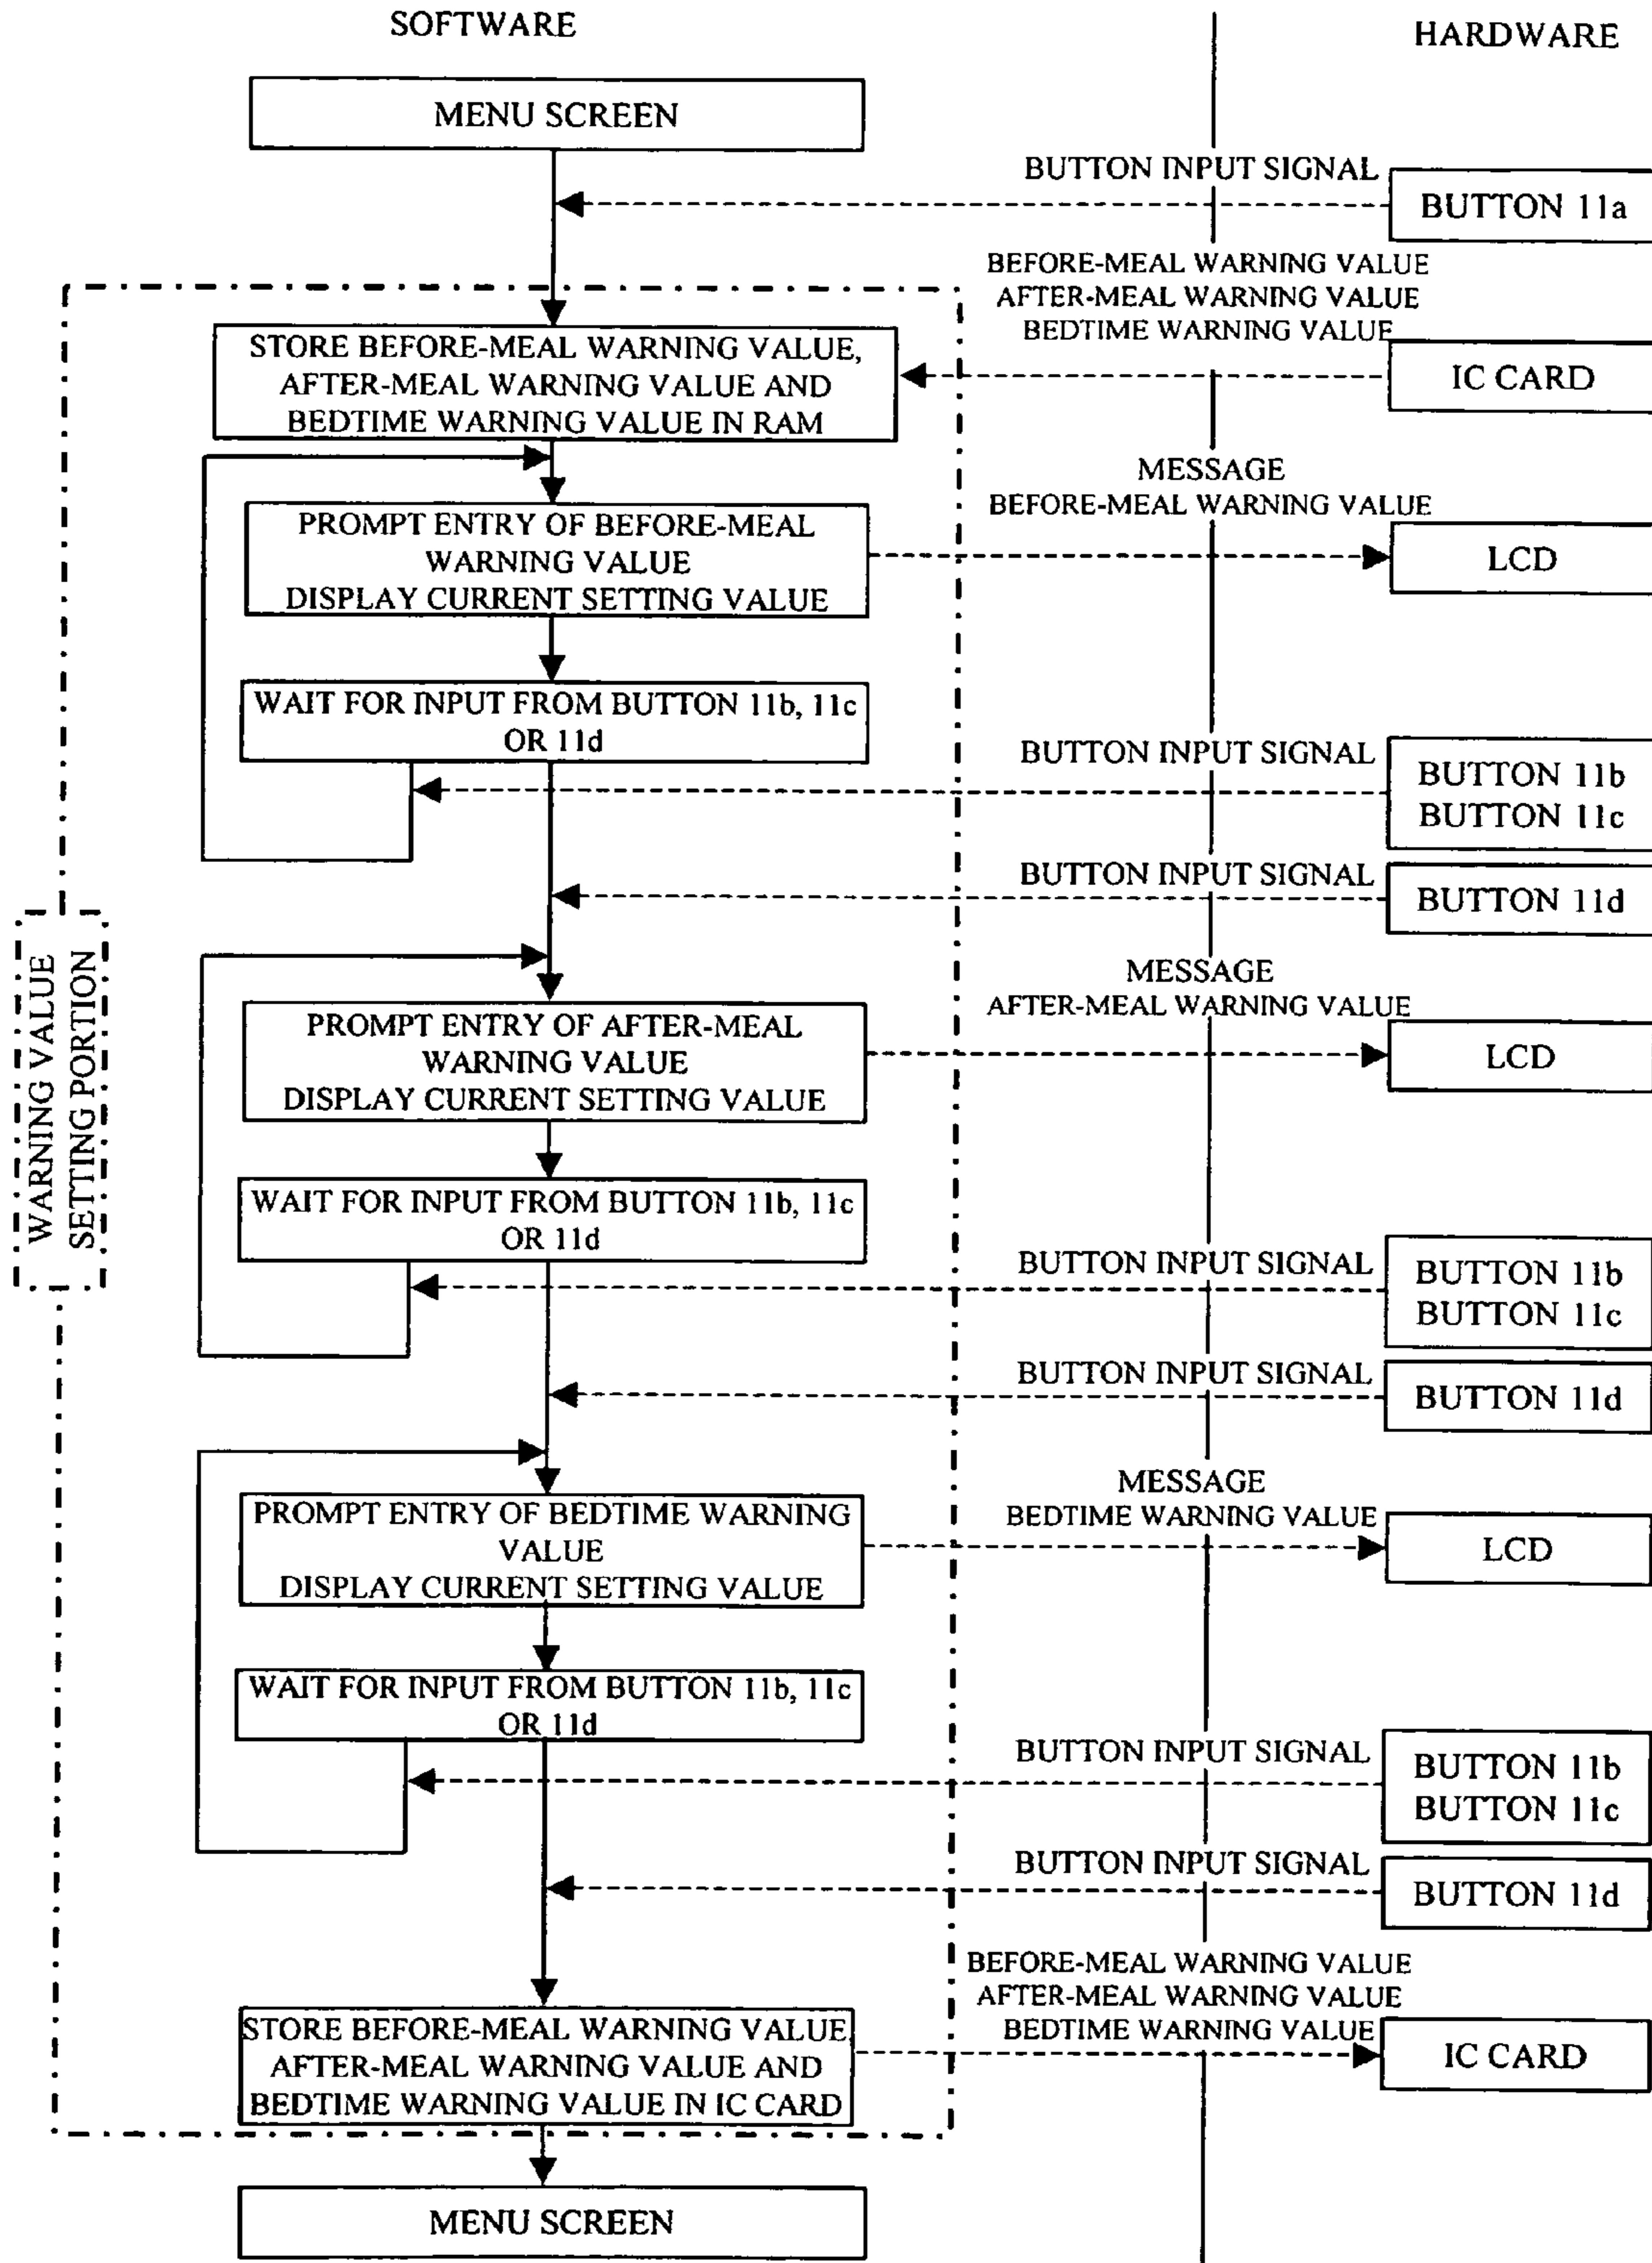 SOFTWARE
HARDWARE
MENU SCREEN
BUTTON INPUT SIGNAL
BUTTON 11a
BEFORE-MEAL WARNING VALUE
AFTER-MEAL WARNING VALUE
BEDTIME WARNING VALUE
STORE BEFORE-MEAL WARNING VALUE,
AFTER-MEAL WARNING VALUE AND
BEDTIME WARNING VALUE IN RAM
IC CARD
MESSAGE
BEFORE-MEAL WARNING VALUE
PROMPT ENTRY OF BEFORE-MEAL
WARNING VALUE
DISPLAY CURRENT SETTING VALUE
LCD
WAIT FOR INPUT FROM BUTTON 11b, 11c
OR 11d
BUTTON INPUT SIGNAL
BUTTON 11b
BUTTON 11c
BUTTON INPUT SIGNAL
BUTTON 11d
WARNING VALUE
SETTING PORTION
MESSAGE
AFTER-MEAL WARNING VALUE
PROMPT ENTRY OF AFTER-MEAL
WARNING VALUE
DISPLAY CURRENT SETTING VALUE
LCD
WAIT FOR INPUT FROM BUTTON 11b, 11c
OR 11d
BUTTON INPUT SIGNAL
BUTTON 11b
BUTTON 11c
BUTTON INPUT SIGNAL
BUTTON 11d
MESSAGE
BEDTIME WARNING VALUE
PROMPT ENTRY OF BEDTIME WARNING
VALUE
DISPLAY CURRENT SETTING VALUE
LCD
WAIT FOR INPUT FROM BUTTON 11b, 11c
OR 11d
BUTTON INPUT SIGNAL
BUTTON 11b
BUTTON 11c
BUTTON INPUT SIGNAL
BUTTON 11d
BEFORE-MEAL WARNING VALUE
AFTER-MEAL WARNING VALUE
BEDTIME WARNING VALUE
STORE BEFORE-MEAL WARNING VALUE
AFTER-MEAL WARNING VALUE AND
BEDTIME WARNING VALUE IN IC CARD
IC CARD
MENU SCREEN